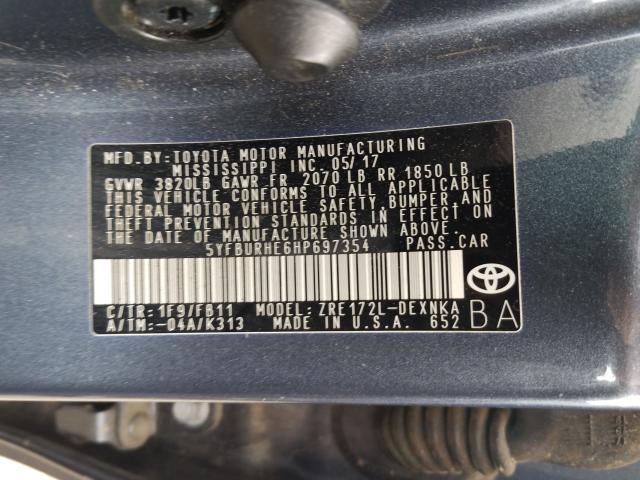 MFD.BY:TOYOTA MOTOR MANUFACTURING
MISSISSIPPI INC. 05/17
GVWR 3820LB GAWR FR 2070 LB RR 1850 LB
THIS VEHICLE CONFORMS TO ALL APPLICABLE
FEDERAL MOTOR VEHICLE SAFETY,BUMPER,AND
THEFT PREVENTION STANDARDS IN EFFECT ON
THE DATE OF MANUFACTURE SHOWN ABOVE.
5YFBURHE6HP697354 PASS.CAR
C/TR:1F9/FB11 MODEL:ZRE172L-DEXNKA
A/TM:-04A/K313 MADE IN U.S.A. 652 BA